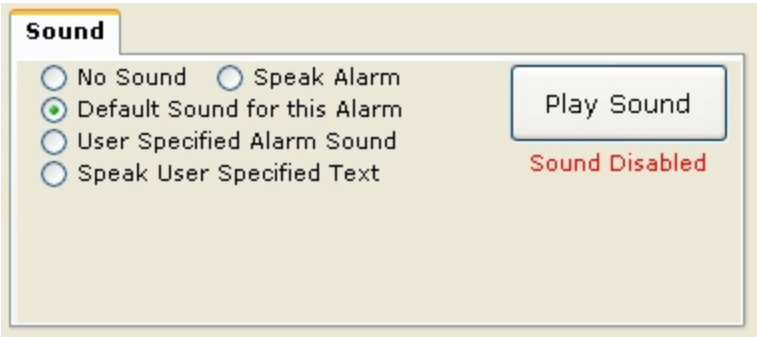 Sound
No Sound Speak Alarm
Default Sound for this Alarm
User Specified Alarm Sound
Speak User Specified Text
Play Sound
Sound Disabled